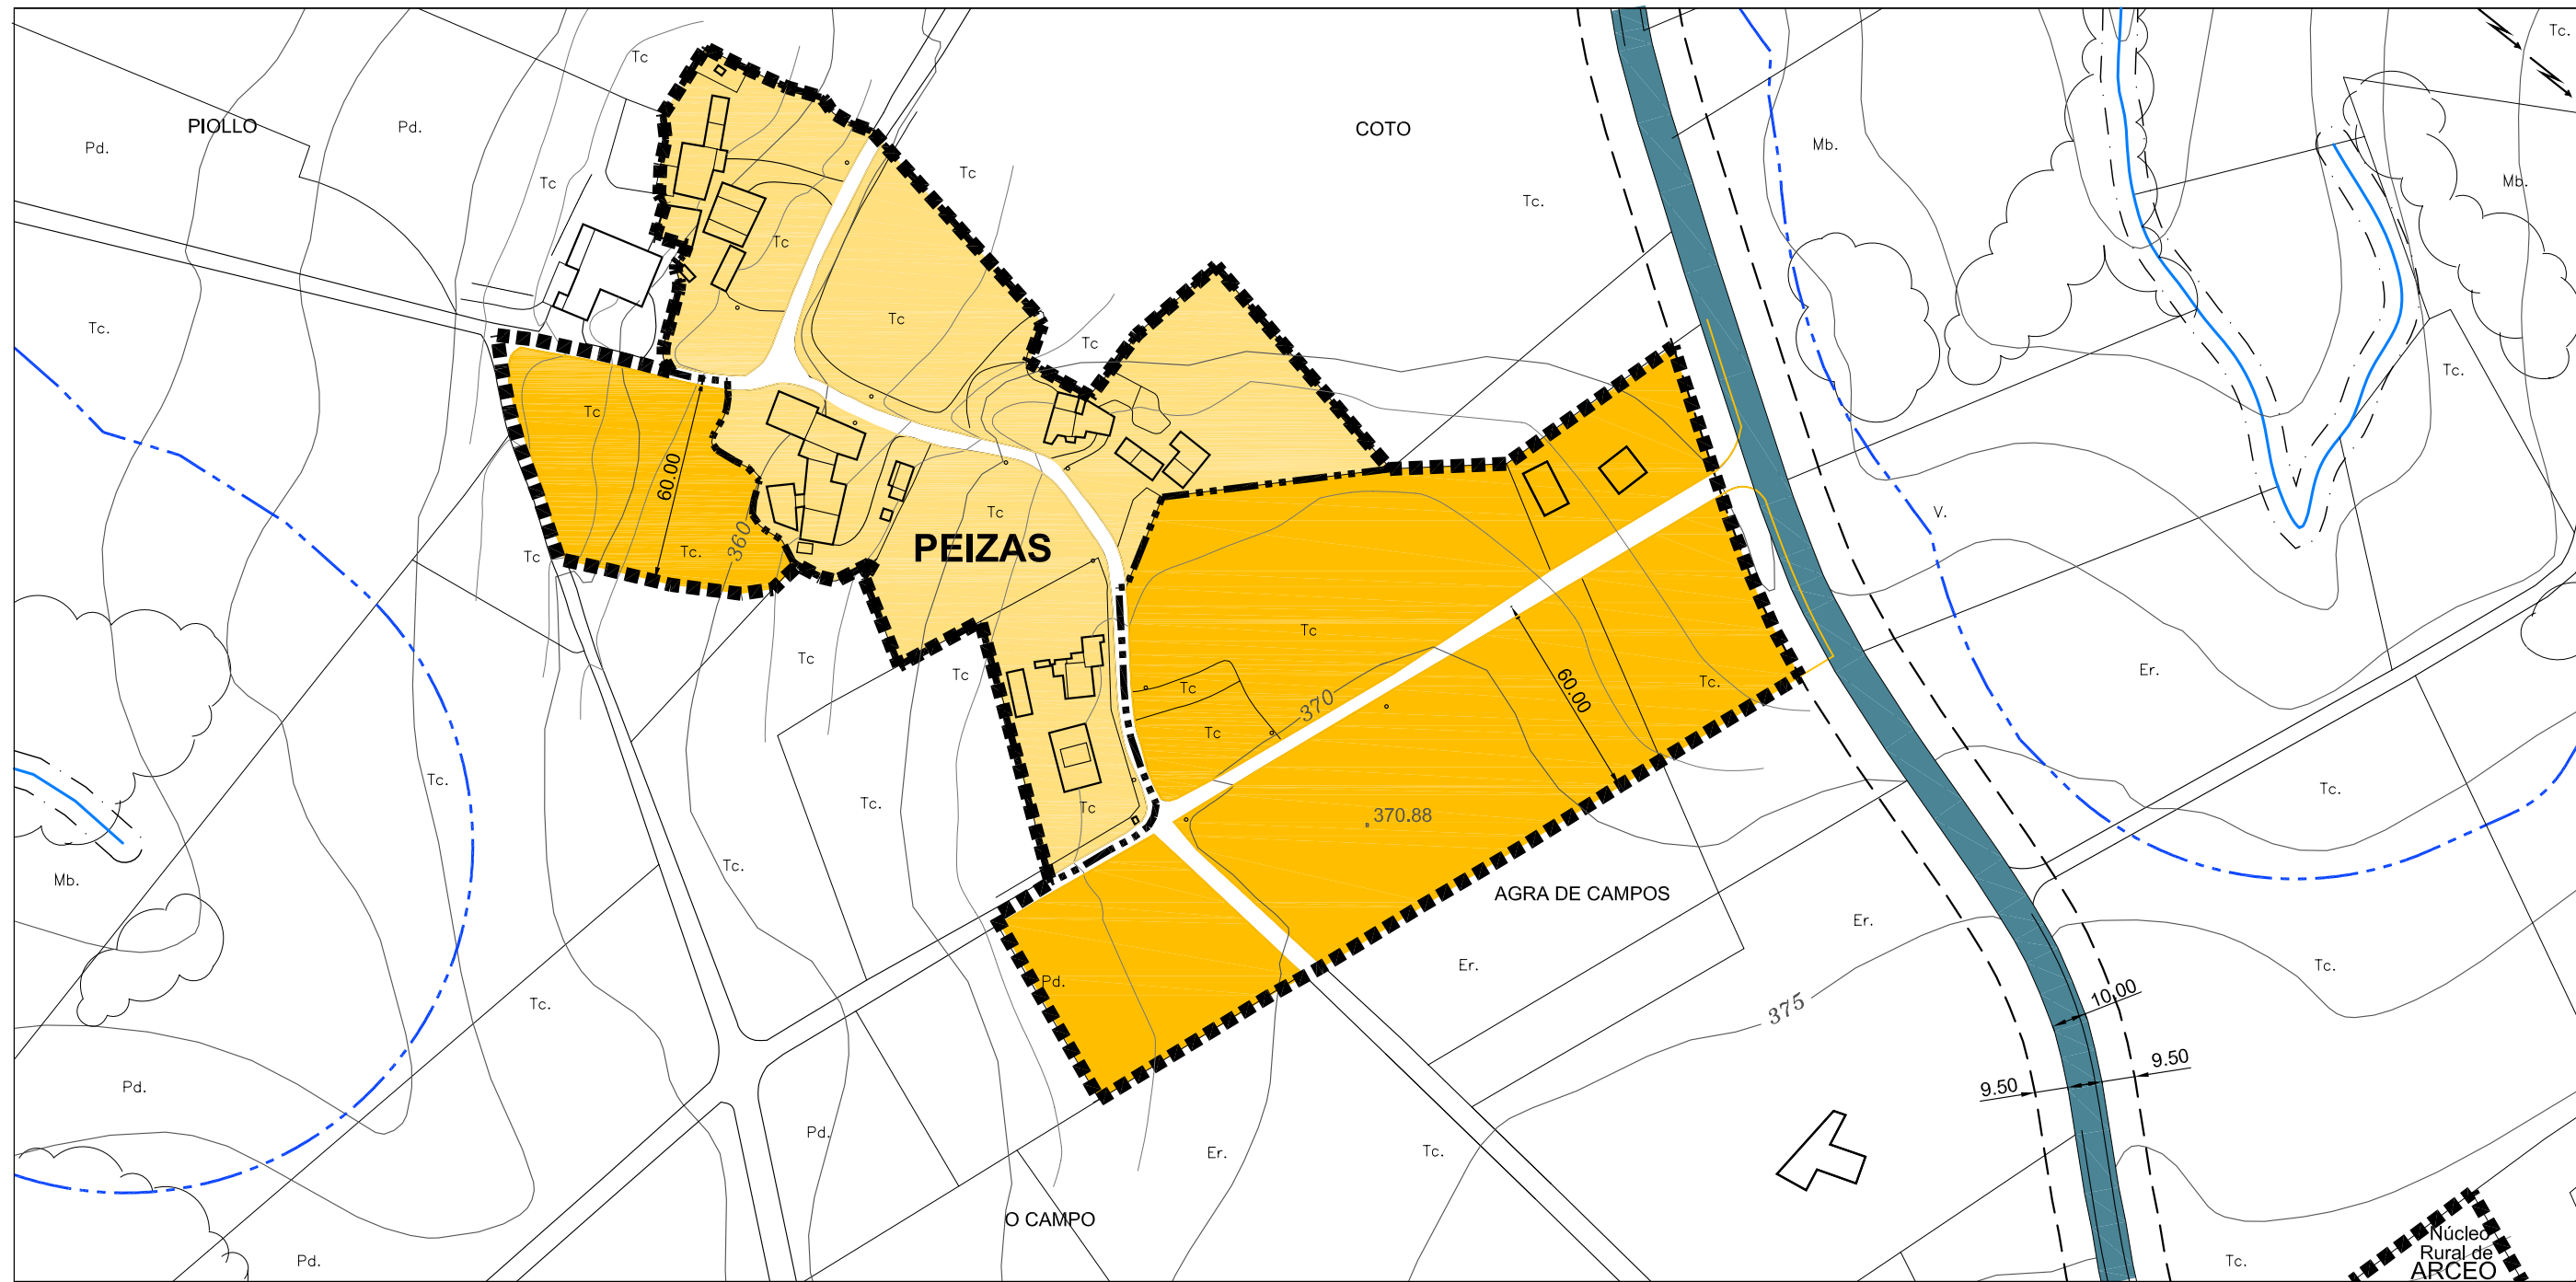 Tc
Tc.
PIOLLO
Pd.
Pd.
COTO
Mb.
Tc
Tc
Mb.
Tc.
Tc
Tc
Tc.
Tc
Tc.
Tc
60.00
Tc
V.
360
PEIZAS
Tc.
Tc
Tc
Tc
Tc
Er.
Tc
Tc.
60.00
370
Tc
Tc.
Tc.
Tc.
Tc
370.88
Tc.
Mb.
AGRA DE CAMPOS
Er.
Er.
Tc.
Pd.
10.00
Tc.
375
9.50
9.50
Pd.
Pd.
Er.
Tc.
O CAMPO
Núcleo
Rural de
ARCEO
Pd.
Tc.